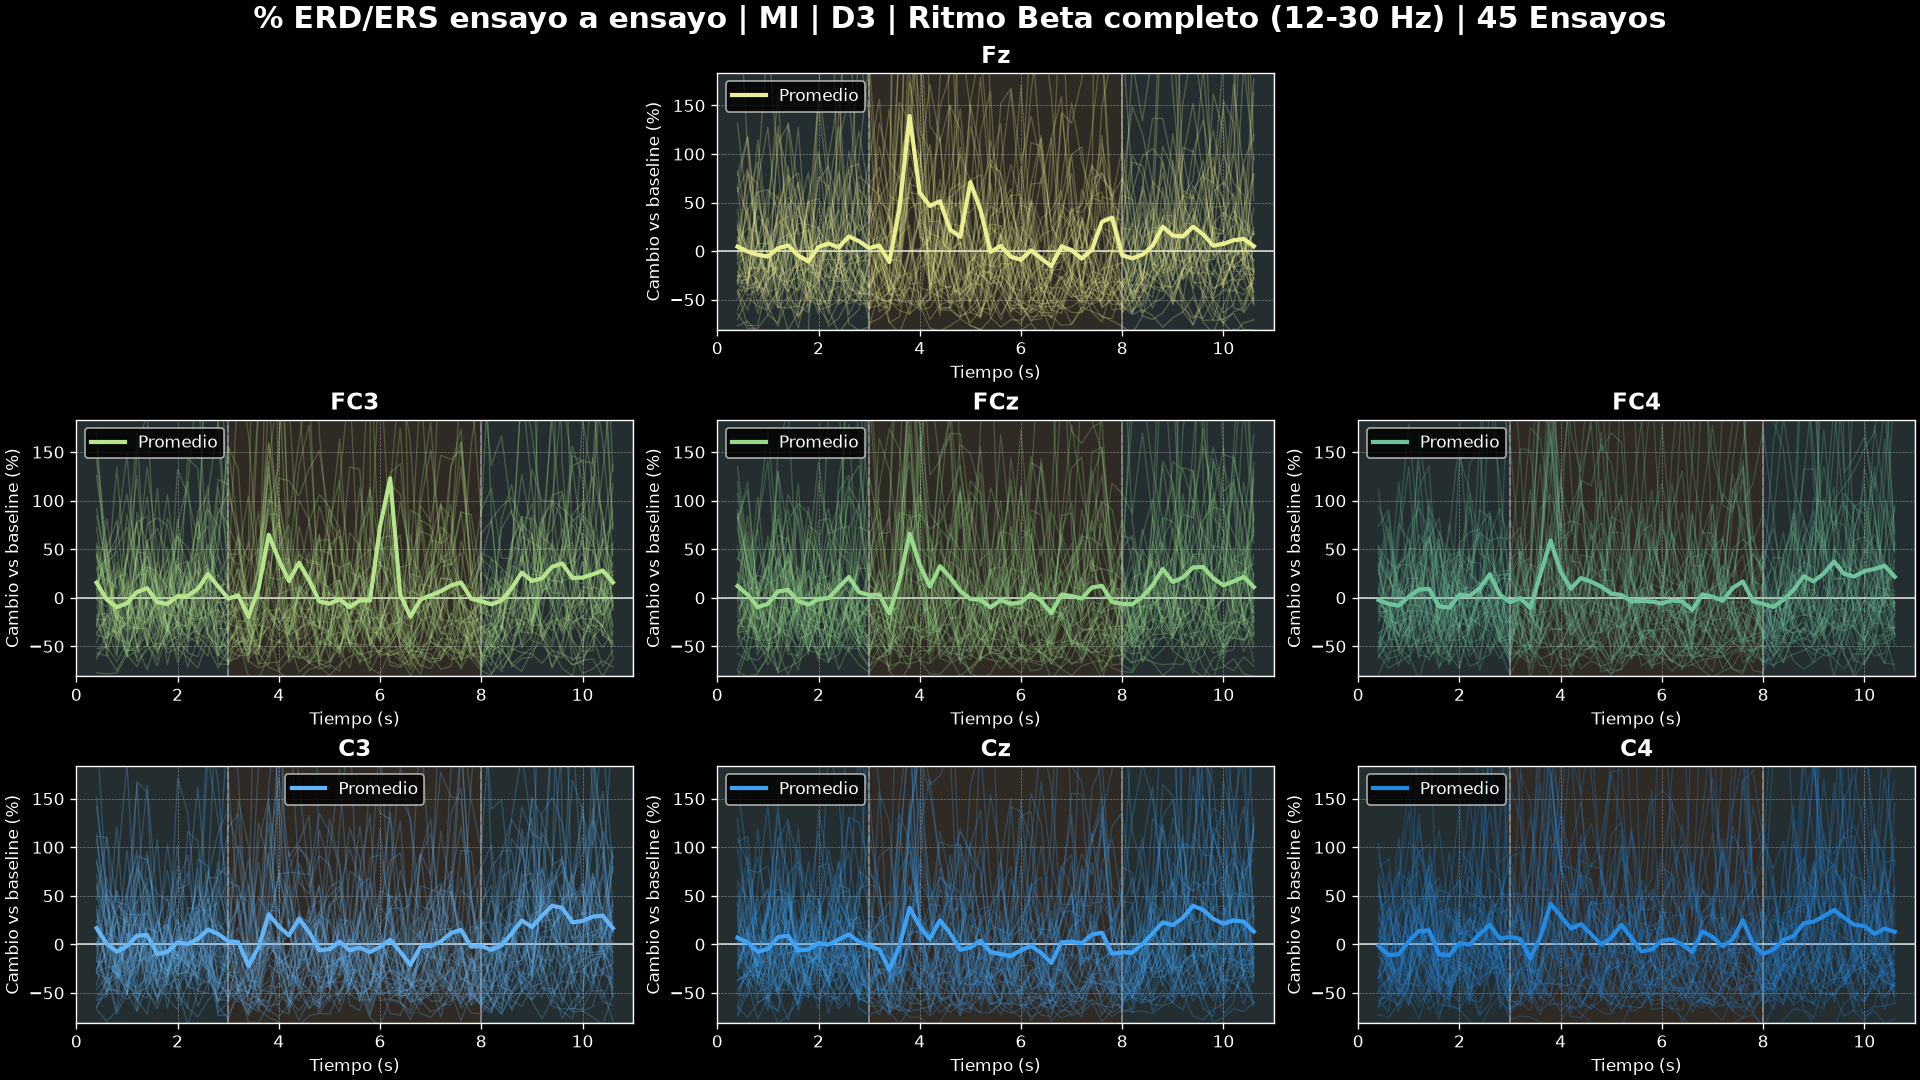 % ERD/ERS ensayo a ensayo | MI | D3 | Ritmo Beta completo (12-30 Hz) | 45 Ensayos
Fz
Promedio
Cambio vs baseline (%)
150
100
50
0
−50
0 2 4 6 8 10
Tiempo (s)
FC3
Promedio
Cambio vs baseline (%)
150
100
50
0
−50
0 2 4 6 8 10
Tiempo (s)
FCz
Promedio
Cambio vs baseline (%)
150
100
50
0
−50
0 2 4 6 8 10
Tiempo (s)
FC4
Promedio
Cambio vs baseline (%)
150
100
50
0
−50
0 2 4 6 8 10
Tiempo (s)
C3
Promedio
Cambio vs baseline (%)
150
100
50
0
−50
0 2 4 6 8 10
Tiempo (s)
Cz
Promedio
Cambio vs baseline (%)
150
100
50
0
−50
0 2 4 6 8 10
Tiempo (s)
C4
Promedio
Cambio vs baseline (%)
150
100
50
0
−50
0 2 4 6 8 10
Tiempo (s)